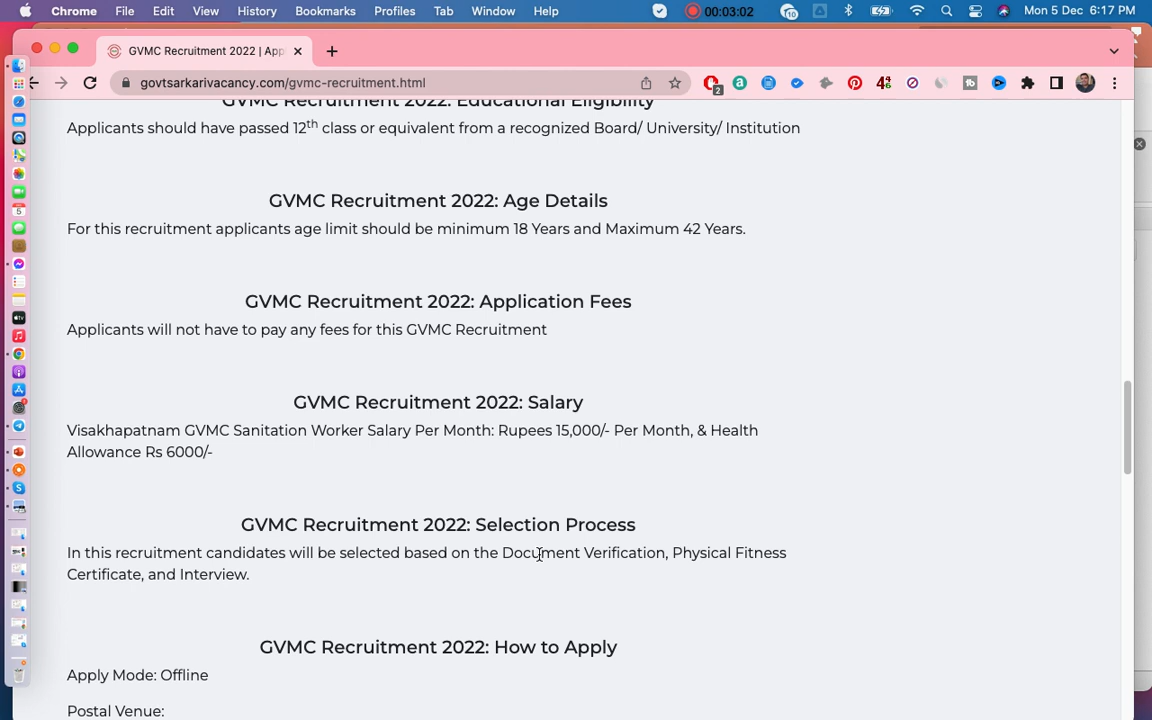 Chrome File Edit View History Bookmarks Profiles Tab Window Help 00:03:02 10 Mon 5 Dec 6:17 PM
GVMC Recruitment 2022 | App
govtsarkarivacancy.com/gvmc-recruitment.html
2
GVMC Recruitment 2022: Educational Eligibility
Applicants should have passed 12th class or equivalent from a recognized Board/ University/ Institution
GVMC Recruitment 2022: Age Details
For this recruitment applicants age limit should be minimum 18 Years and Maximum 42 Years.
GVMC Recruitment 2022: Application Fees
Applicants will not have to pay any fees for this GVMC Recruitment
GVMC Recruitment 2022: Salary
Visakhapatnam GVMC Sanitation Worker Salary Per Month: Rupees 15,000/- Per Month, & Health
Allowance Rs 6000/-
GVMC Recruitment 2022: Selection Process
In this recruitment candidates will be selected based on the Document Verification, Physical Fitness
Certificate, and Interview.
GVMC Recruitment 2022: How to Apply
Apply Mode: Offline
Postal Venue: